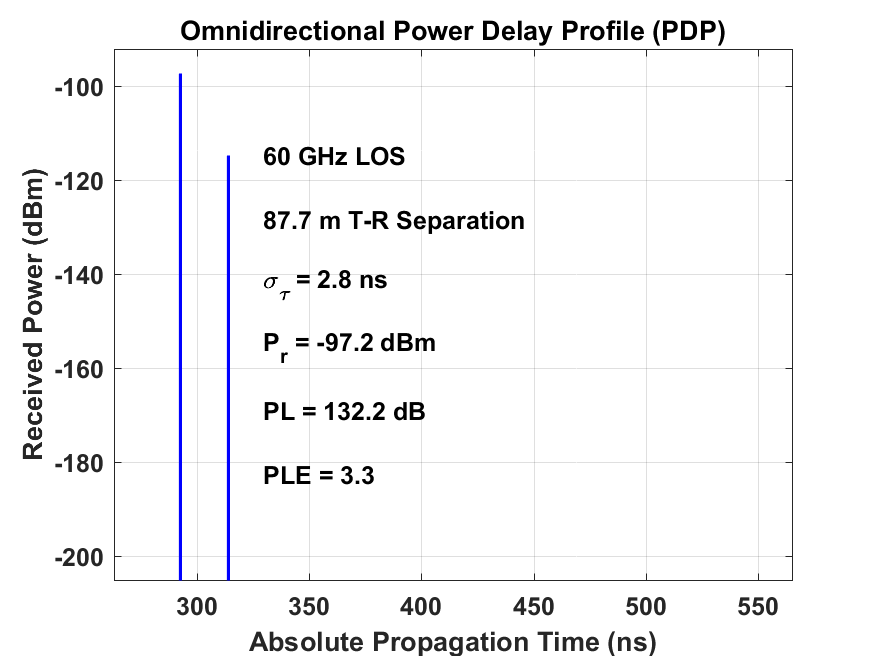 Omnidirectional Power Delay Profile (PDP)
Received Power (dBm)
-100
-120
-140
-160
-180
-200
60 GHz LOS
87.7 m T-R Separation
σ_τ = 2.8 ns
P_r = -97.2 dBm
PL = 132.2 dB
PLE = 3.3
300 350 400 450 500 550
Absolute Propagation Time (ns)